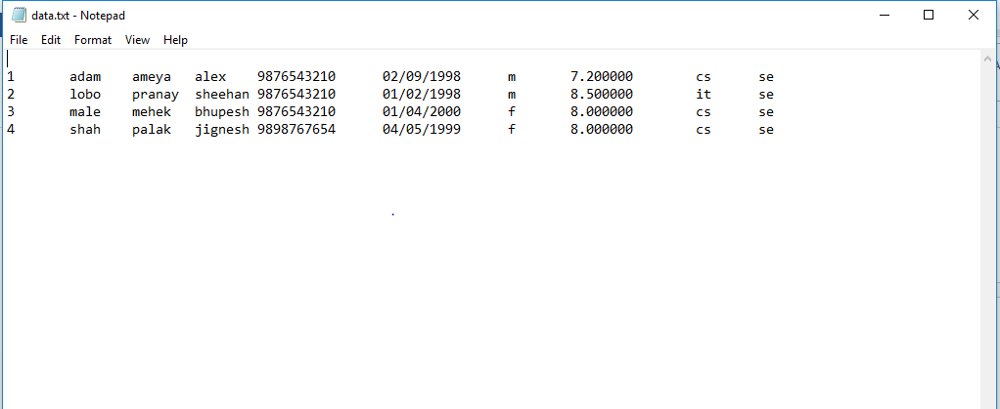 data.txt - Notepad
File Edit Format View Help
1 adam ameya alex 9876543210 02/09/1998 m 7.200000 cs se
2 lobo pranay sheehan 9876543210 01/02/1998 m 8.500000 it se
3 male mehek bhupesh 9876543210 01/04/2000 f 8.000000 cs se
4 shah palak jignesh 9898767654 04/05/1999 f 8.000000 cs se